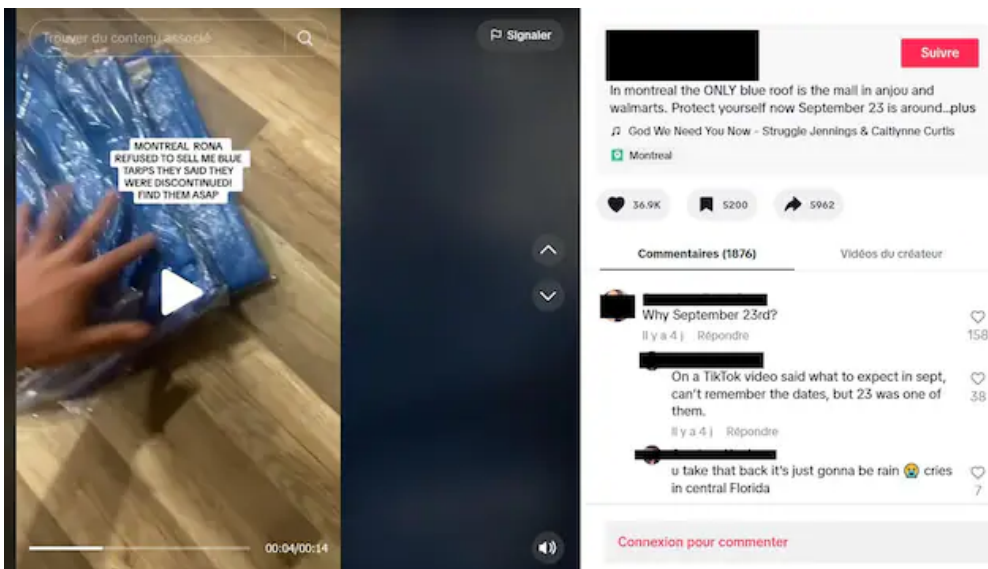 Trouver du contenu associé
Signaler
MONTREAL RONA
REFUSED TO SELL ME BLUE
TARPS THEY SAID THEY
WERE DISCONTINUED!
FIND THEM ASAP
00:04/00:14
Suivre
In montreal the ONLY blue roof is the mall in anjou and
walmarts. Protect yourself now September 23 is around...plus
God We Need You Now - Struggle Jennings & Caitlynne Curtis
Montreal
36.9K
5200
5962
Commentaires (1876)
Vidéos du créateur
Why September 23rd?
Il y a 4 j Répondre
158
On a TikTok video said what to expect in sept,
can't remember the dates, but 23 was one of
them.
38
Il y a 4 j Répondre
u take that back it's just gonna be rain 😭 cries
in central Florida
7
Connexion pour commenter